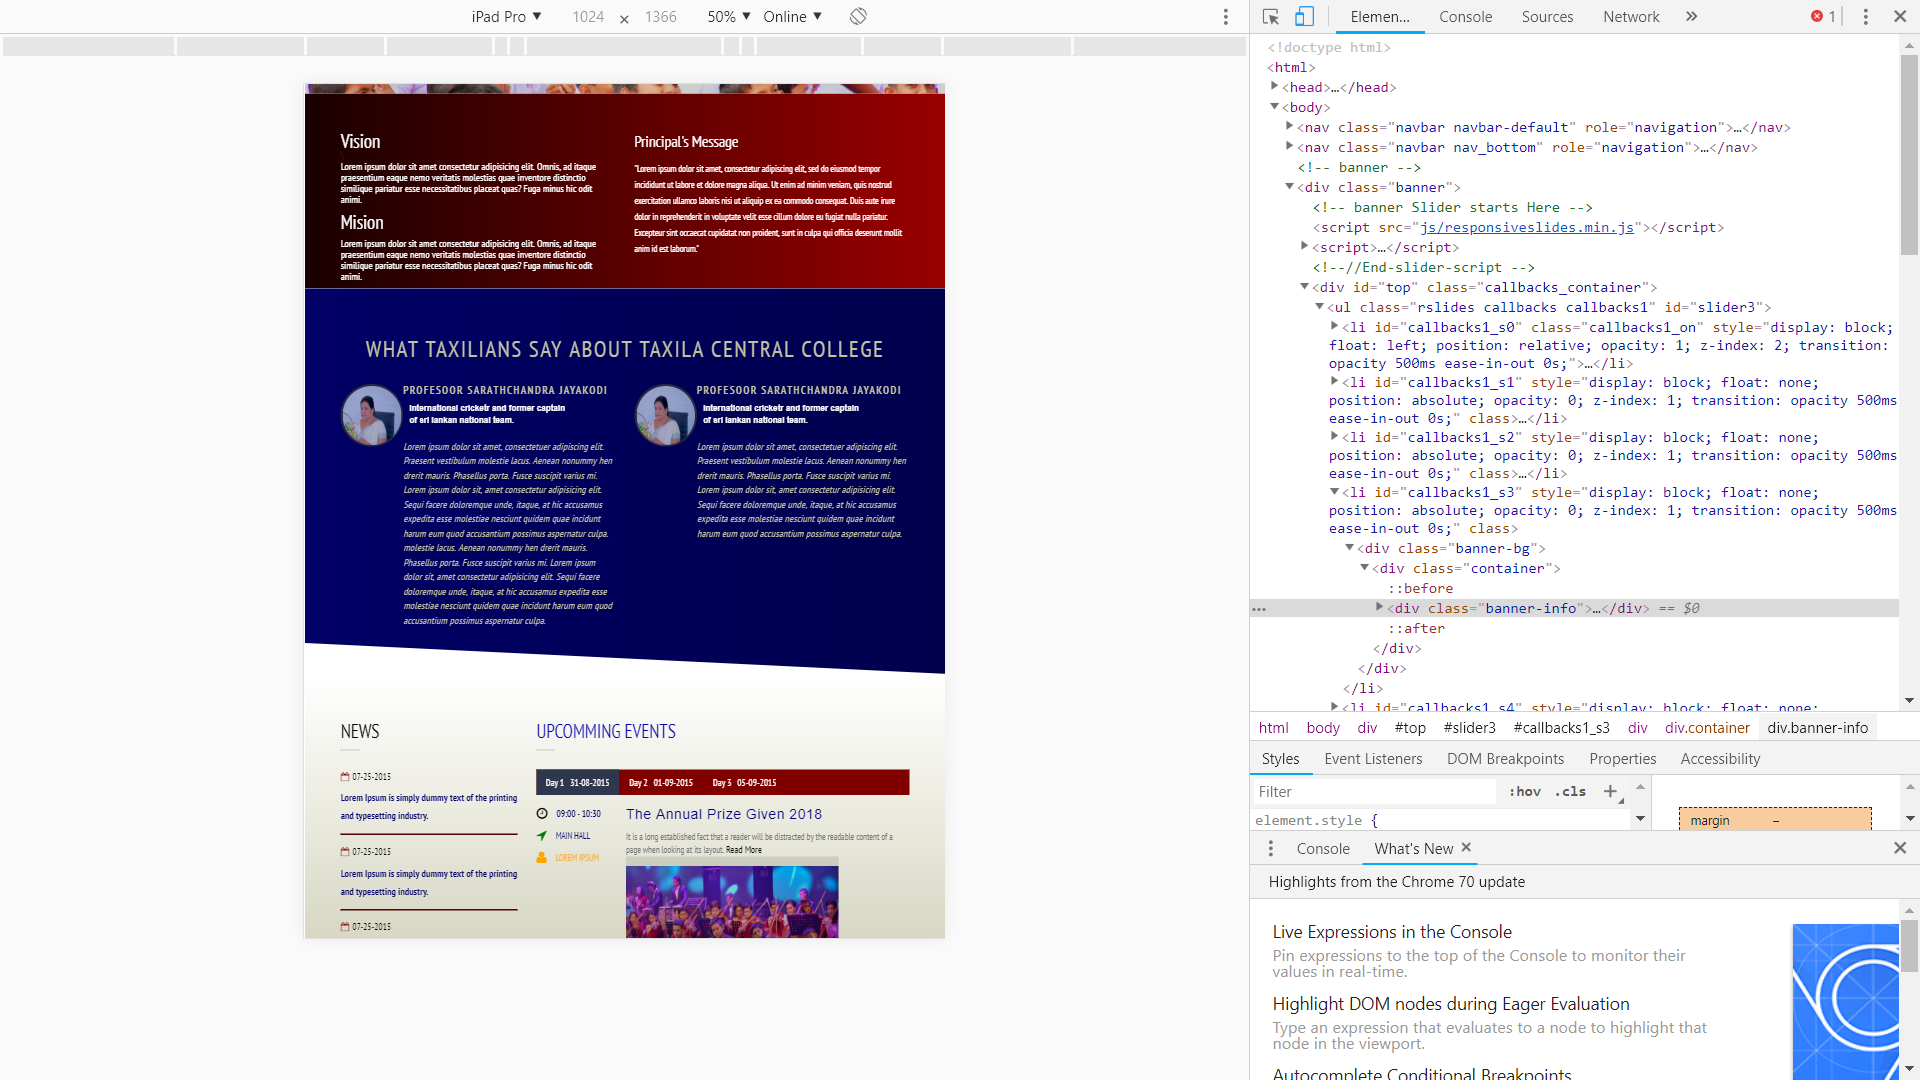 iPad Pro ▼ 1024 × 1366 50% ▼ Online ▼
Vision
Lorem ipsum dolor sit amet consectetur adipisicing elit. Omnis, ad itaque
praesentium eaque nemo veritatis molestias quae inventore distinctio
similique pariatur esse necessitatibus placeat quas? Fuga minus hic odit
animi.
Mision
Lorem ipsum dolor sit amet consectetur adipisicing elit. Omnis, ad itaque
praesentium eaque nemo veritatis molestias quae inventore distinctio
similique pariatur esse necessitatibus placeat quas? Fuga minus hic odit
animi.
Principal's Message
"Lorem ipsum dolor sit amet, consectetur adipiscing elit, sed do eiusmod tempor
incididunt ut labore et dolore magna aliqua. Ut enim ad minim veniam, quis nostrud
exercitation ullamco laboris nisi ut aliquip ex ea commodo consequat. Duis aute irure
dolor in reprehenderit in voluptate velit esse cillum dolore eu fugiat nulla pariatur.
Excepteur sint occaecat cupidatat non proident, sunt in culpa qui officia deserunt mollit
anim id est laborum."
WHAT TAXILIANS SAY ABOUT TAXILA CENTRAL COLLEGE
PROFESOOR SARATHCHANDRA JAYAKODI
International cricketr and former captain
of sri lankan national team.
Lorem ipsum dolor sit amet, consectetuer adipiscing elit.
Praesent vestibulum molestie lacus. Aenean nonummy hen
drerit mauris. Phasellus porta. Fusce suscipit varius mi.
Lorem ipsum dolor sit, amet consectetur adipisicing elit.
Sequi facere doloremque unde, itaque, at hic accusamus
expedita esse molestiae nesciunt quidem quae incidunt
harum eum quod accusantium possimus aspernatur culpa.
molestie lacus. Aenean nonummy hen drerit mauris.
Phasellus porta. Fusce suscipit varius mi. Lorem ipsum
dolor sit, amet consectetur adipisicing elit. Sequi facere
doloremque unde, itaque, at hic accusamus expedita esse
molestiae nesciunt quidem quae incidunt harum eum quod
accusantium possimus aspernatur culpa.
PROFESOOR SARATHCHANDRA JAYAKODI
International cricketr and former captain
of sri lankan national team.
Lorem ipsum dolor sit amet, consectetuer adipiscing elit.
Praesent vestibulum molestie lacus. Aenean nonummy hen
drerit mauris. Phasellus porta. Fusce suscipit varius mi.
Lorem ipsum dolor sit, amet consectetur adipisicing elit.
Sequi facere doloremque unde, itaque, at hic accusamus
expedita esse molestiae nesciunt quidem quae incidunt
harum eum quod accusantium possimus aspernatur culpa.
NEWS
07-25-2015
Lorem Ipsum is simply dummy text of the printing
and typesetting industry.
07-25-2015
Lorem Ipsum is simply dummy text of the printing
and typesetting industry.
07-25-2015
UPCOMMING EVENTS
Day 1 31-08-2015 Day 2 01-09-2015 Day 3 05-09-2015
09:00 - 10:30
MAIN HALL
LOREM IPSUM
The Annual Prize Given 2018
It is a long established fact that a reader will be distracted by the readable content of a
page when looking at its layout. Read More
Elemen... Console Sources Network » 1
<!doctype html>
<html>
<head>…</head>
<body>
<nav class="navbar navbar-default" role="navigation">…</nav>
<nav class="navbar nav_bottom" role="navigation">…</nav>
<!-- banner -->
<div class="banner">
<!-- banner Slider starts Here -->
<script src="js/responsiveslides.min.js"></script>
<script>…</script>
<!--//End-slider-script -->
<div id="top" class="callbacks_container">
<ul class="rslides callbacks callbacks1" id="slider3">
<li id="callbacks1_s0" class="callbacks1_on" style="display: block;
float: left; position: relative; opacity: 1; z-index: 2; transition:
opacity 500ms ease-in-out 0s;">…</li>
<li id="callbacks1_s1" style="display: block; float: none;
position: absolute; opacity: 0; z-index: 1; transition: opacity 500ms
ease-in-out 0s;" class>…</li>
<li id="callbacks1_s2" style="display: block; float: none;
position: absolute; opacity: 0; z-index: 1; transition: opacity 500ms
ease-in-out 0s;" class>…</li>
<li id="callbacks1_s3" style="display: block; float: none;
position: absolute; opacity: 0; z-index: 1; transition: opacity 500ms
ease-in-out 0s;" class>
<div class="banner-bg">
<div class="container">
::before
<div class="banner-info">…</div> == $0
::after
</div>
</div>
</li>
<li id="callbacks1_s4" style="display: block; float: none;
html body div #top #slider3 #callbacks1_s3 div div.container div.banner-info
Styles Event Listeners DOM Breakpoints Properties Accessibility
Filter :hov .cls +
element.style {
margin –
Console What's New ×
Highlights from the Chrome 70 update
Live Expressions in the Console
Pin expressions to the top of the Console to monitor their
values in real-time.
Highlight DOM nodes during Eager Evaluation
Type an expression that evaluates to a node to highlight that
node in the viewport.
Autocomplete Conditional Breakpoints